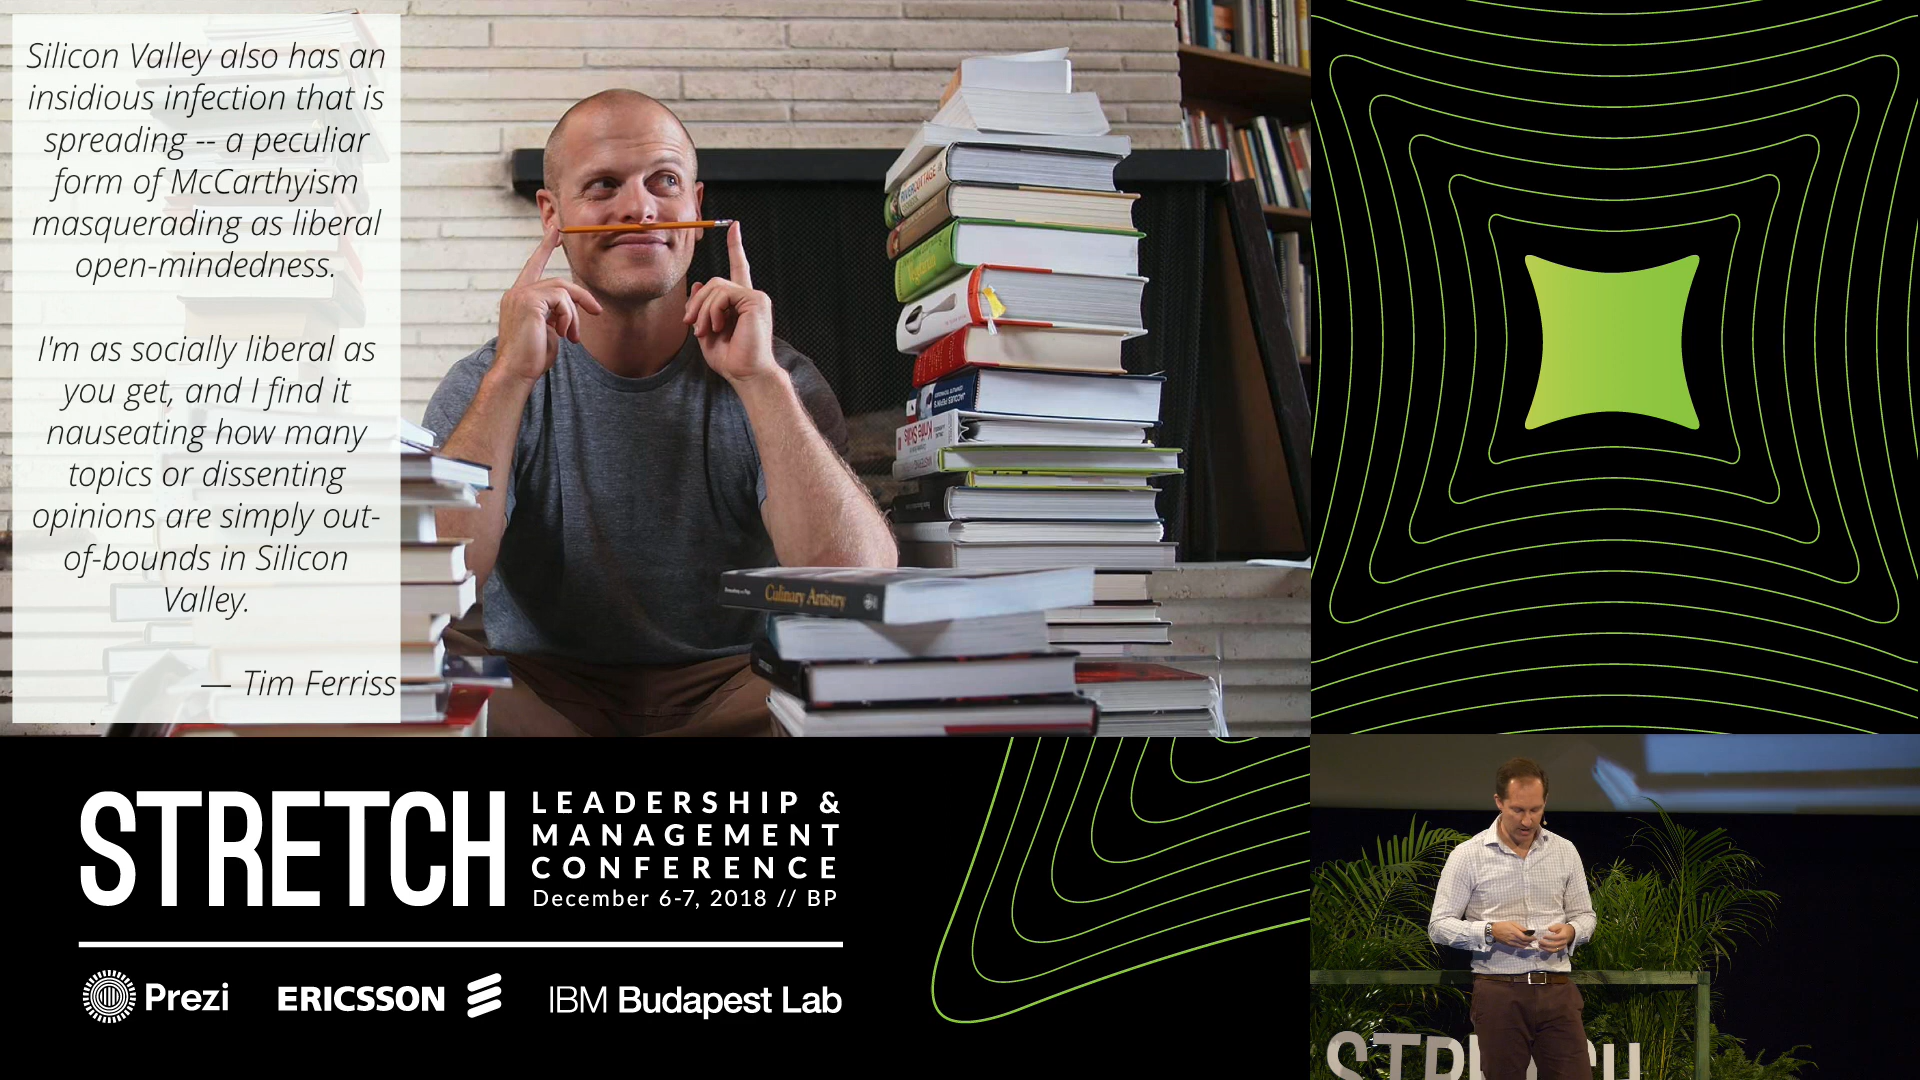 Silicon Valley also has an
insidious infection that is
spreading -- a peculiar
form of McCarthyism
masquerading as liberal
open-mindedness.
I'm as socially liberal as
you get, and I find it
nauseating how many
topics or dissenting
opinions are simply out-
of-bounds in Silicon
Valley.
— Tim Ferriss
Culinary Artistry
STRETCH
LEADERSHIP &
MANAGEMENT
CONFERENCE
December 6-7, 2018 // BP
Prezi
ERICSSON
IBM Budapest Lab